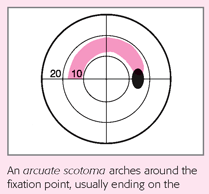 20 10
An arcuate scotoma arches around the
fixation point, usually ending on the